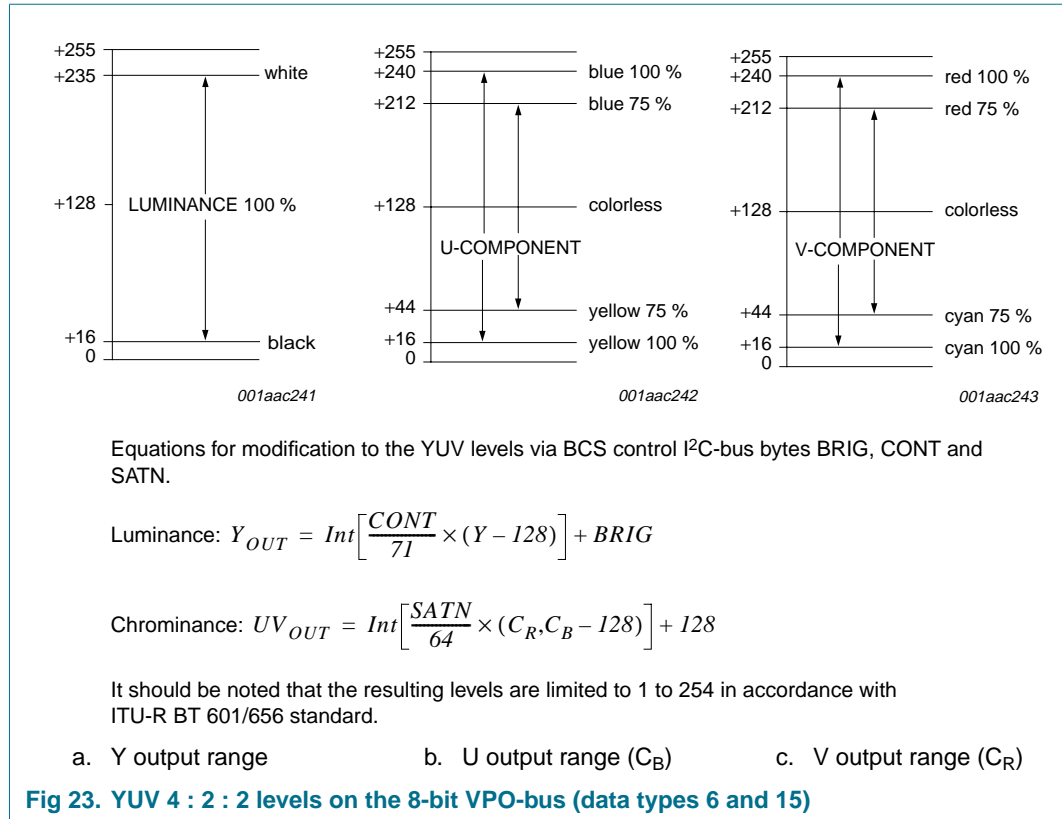 +255
+235
white
+128
LUMINANCE 100 %
+16
black
0
001aac241
+255
+240
blue 100 %
+212
blue 75 %
+128
colorless
U-COMPONENT
+44
yellow 75 %
+16
yellow 100 %
0
001aac242
+255
+240
red 100 %
+212
red 75 %
+128
colorless
V-COMPONENT
+44
cyan 75 %
+16
cyan 100 %
0
001aac243
Equations for modification to the YUV levels via BCS control I²C-bus bytes BRIG, CONT and
SATN.
Luminance: Y_OUT = Int[CONT/71 × (Y – 128)] + BRIG
Chrominance: UV_OUT = Int[SATN/64 × (C_R,C_B – 128)] + 128
It should be noted that the resulting levels are limited to 1 to 254 in accordance with
ITU-R BT 601/656 standard.
a. Y output range
b. U output range (C_B)
c. V output range (C_R)
Fig 23. YUV 4 : 2 : 2 levels on the 8-bit VPO-bus (data types 6 and 15)